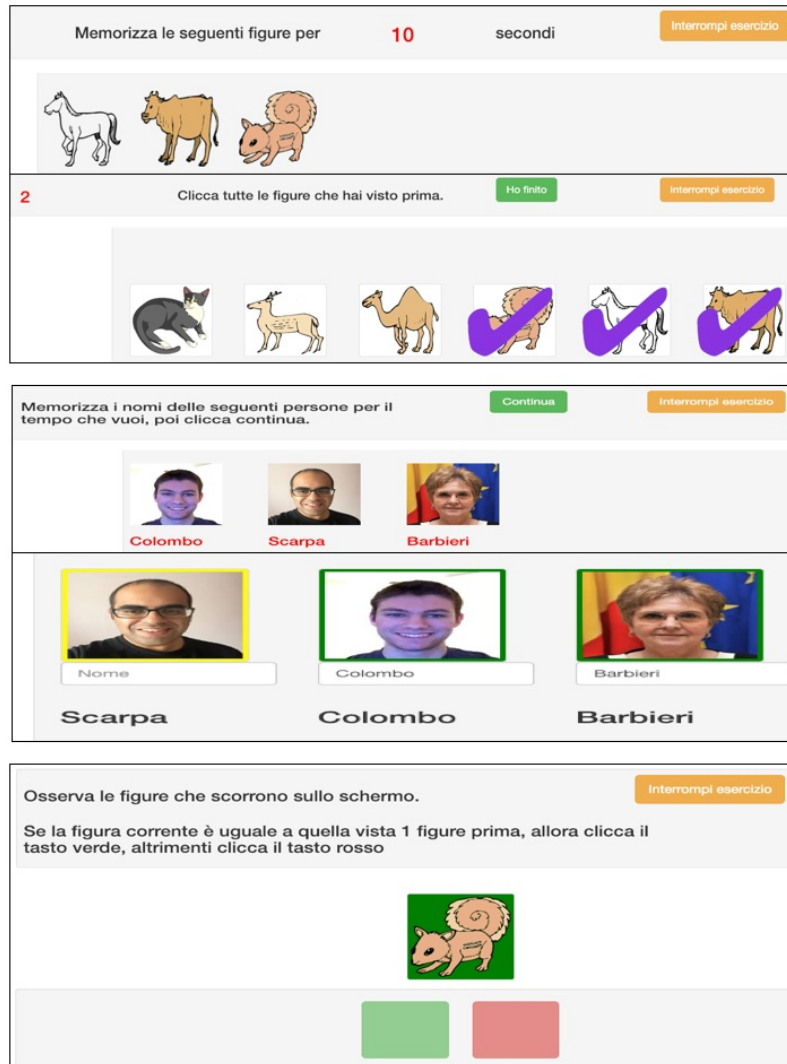 Memorizza le seguenti figure per 10 secondi Interrompi esercizio
2 Clicca tutte le figure che hai visto prima. Ho finito Interrompi esercizio
Memorizza i nomi delle seguenti persone per il
tempo che vuoi, poi clicca continua.
Continua Interrompi esercizio
Colombo Scarpa Barbieri
Nome Colombo Barbieri
Scarpa Colombo Barbieri
Osserva le figure che scorrono sullo schermo. Interrompi esercizio
Se la figura corrente è uguale a quella vista 1 figure prima, allora clicca il
tasto verde, altrimenti clicca il tasto rosso